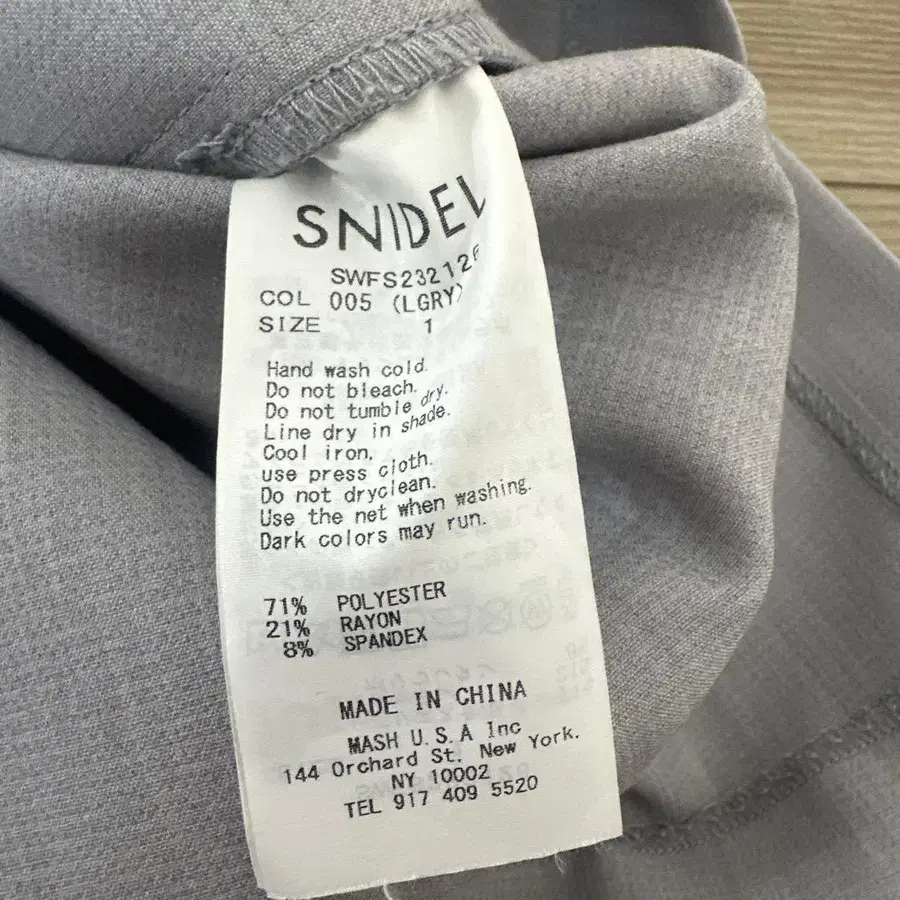 SNIDEL
SWFS232126
COL 005 (LGRY)
SIZE 1
Hand wash cold.
Do not bleach.
Do not tumble dry.
Line dry in shade.
Cool iron.
use press cloth.
Do not dryclean.
Use the net when washing.
Dark colors may run.
71% POLYESTER
21% RAYON
8% SPANDEX
MADE IN CHINA
MASH U.S.A Inc
144 Orchard St. New York.
NY 10002
TEL 917 409 5520